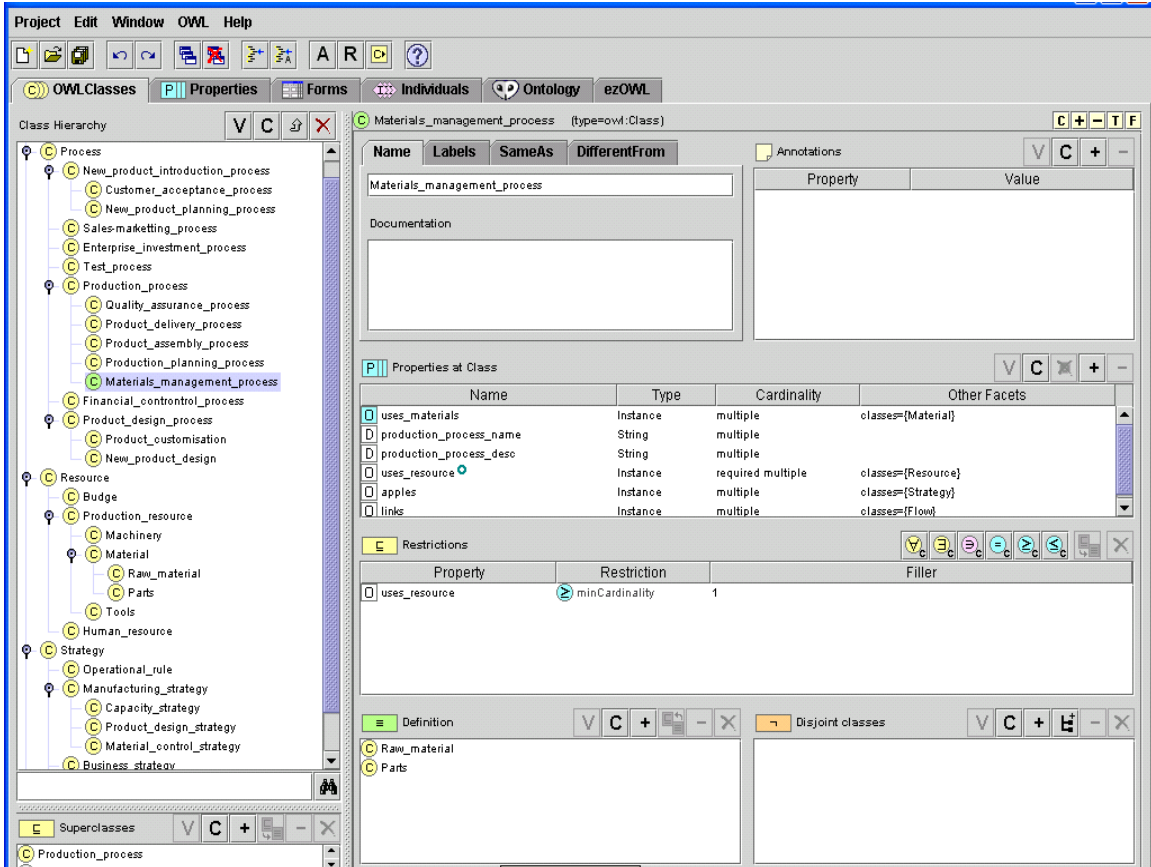 Project Edit Window OWL Help
A R ?
C OWLClasses P Properties Forms Individuals Ontology ezOWL
Class Hierarchy V C
C Process
C New_product_introduction_process
C Customer_acceptance_process
C New_product_planning_process
C Sales-marketting_process
C Enterprise_investment_process
C Test_process
C Production_process
C Quality_assurance_process
C Product_delivery_process
C Product_assembly_process
C Production_planning_process
C Materials_management_process
C Financial_controntrol_process
C Product_design_process
C Product_customisation
C New_product_design
C Resource
C Budge
C Production_resource
C Machinery
C Material
C Raw_material
C Parts
C Tools
C Human_resource
C Strategy
C Operational_rule
C Manufacturing_strategy
C Capacity_strategy
C Product_design_strategy
C Material_control_strategy
C Business_strategy
⊑ Superclasses V C + − ×
C Production_process
C Materials_management_process (type=owl:Class) C + − T F
Name Labels SameAs DifferentFrom
Materials_management_process
Documentation
Annotations V C + −
Property Value
P Properties at Class V C + −
Name Type Cardinality Other Facets
O uses_materials Instance multiple classes={Material}
D production_process_name String multiple
D production_process_desc String multiple
O uses_resource Instance required multiple classes={Resource}
O apples Instance multiple classes={Strategy}
O links Instance multiple classes={Flow}
⊑ Restrictions ∀C ∃C ∋C =C ≥C ≤C
Property Restriction Filler
O uses_resource ≥ minCardinality 1
≡ Definition V C + − ×
C Raw_material
C Parts
¬ Disjoint classes V C + − ×